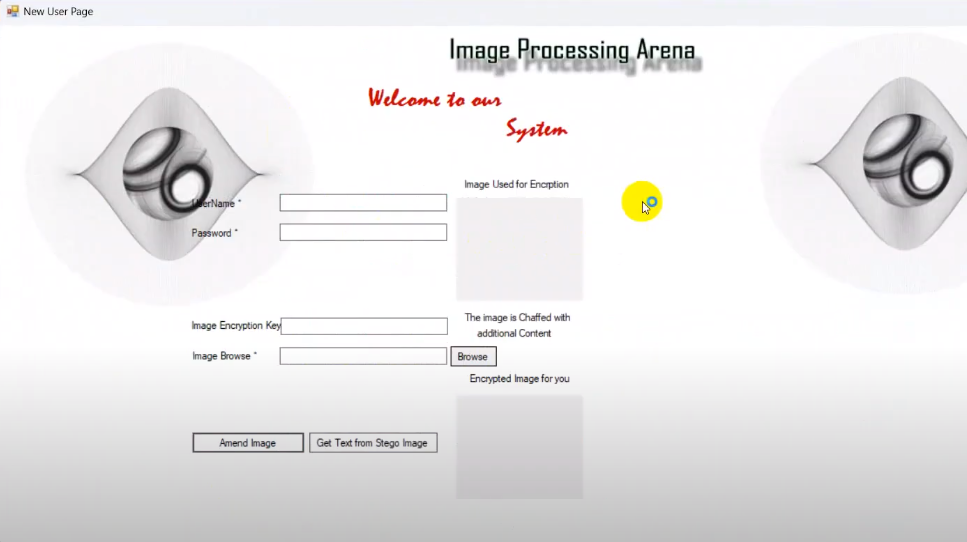 New User Page
Image Processing Arena
Welcome to our
System
Image Used for Encrption
UserName *
Password *
The image is Chaffed with
additional Content
Image Encryption Key
Image Browse *
Browse
Encrypted Image for you
Amend Image
Get Text from Stego Image